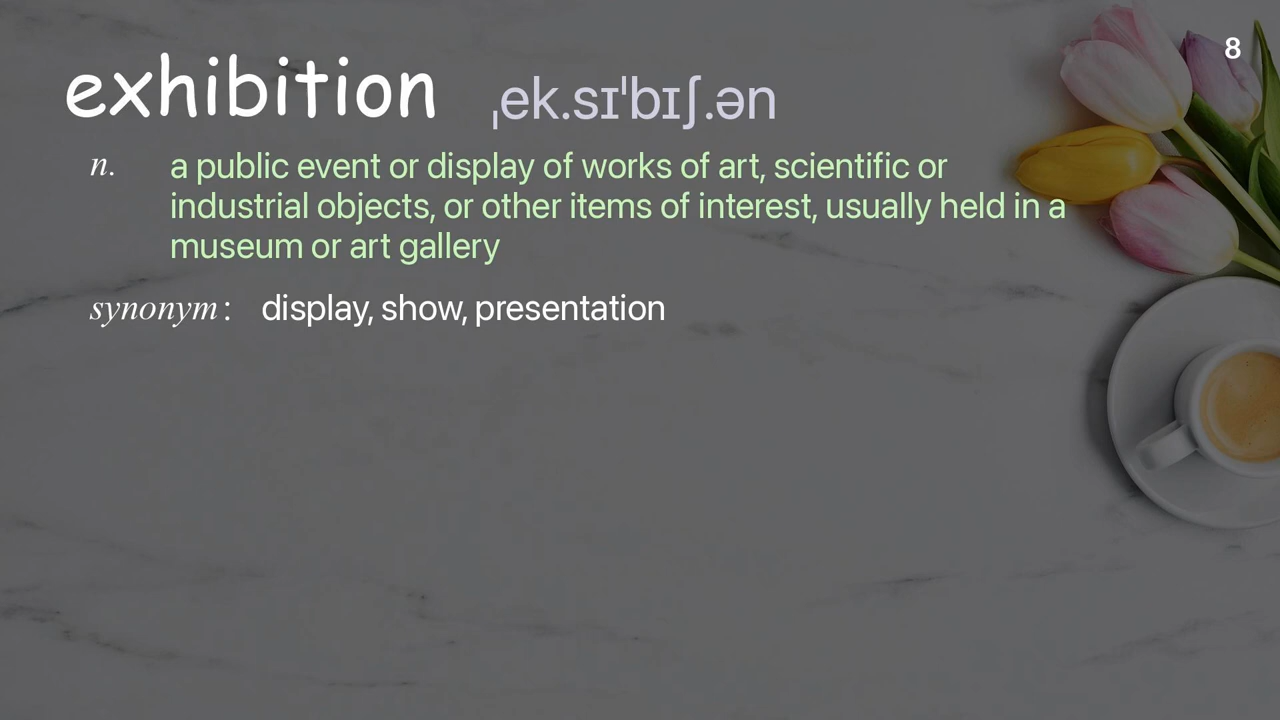 8
exhibition ˌek.sɪˈbɪʃ.ən
n. a public event or display of works of art, scientific or
industrial objects, or other items of interest, usually held in a
museum or art gallery
synonym: display, show, presentation